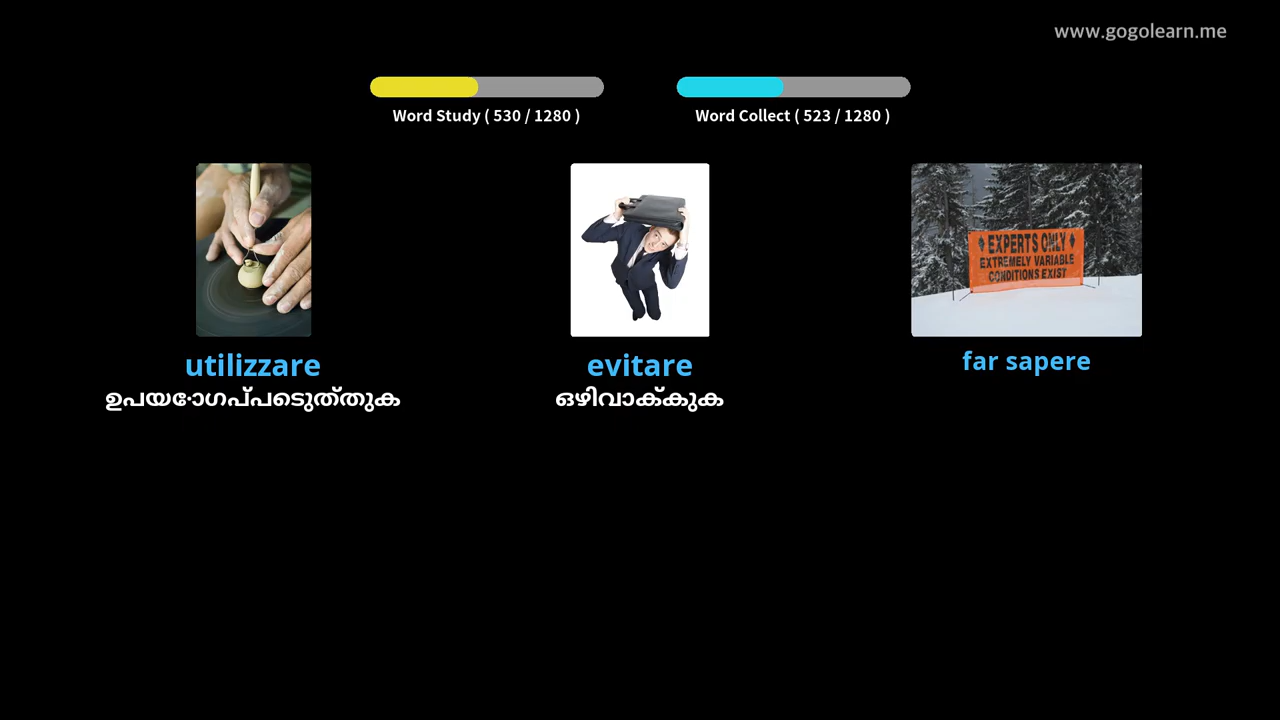 www.gogolearn.me
Word Study ( 530 / 1280 )
Word Collect ( 523 / 1280 )
EXPERTS ONLY
EXTREMELY VARIABLE
CONDITIONS EXIST
utilizzare
evitare
far sapere
ഉപയോഗപ്പെടുത്തുക
ഒഴിവാക്കുക